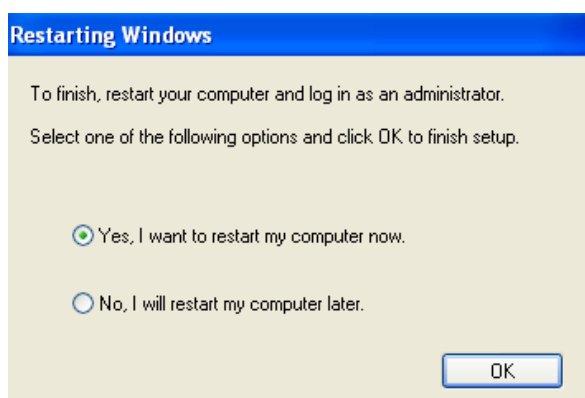 Restarting Windows
To finish, restart your computer and log in as an administrator.
Select one of the following options and click OK to finish setup.
Yes, I want to restart my computer now.
No, I will restart my computer later.
OK